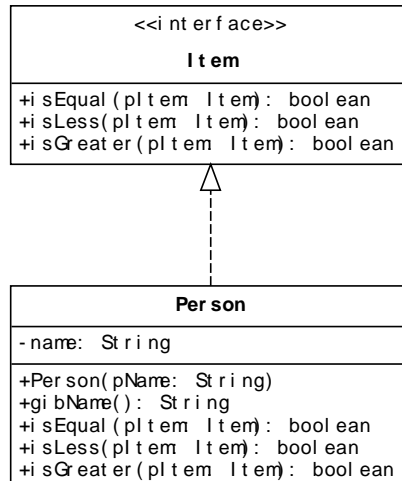 <<interface>>
Item
+isEqual(pItem: Item): boolean
+isLess(pItem: Item): boolean
+isGreater(pItem: Item): boolean
Person
-name: String
+Person(pName: String)
+gibName(): String
+isEqual(pItem: Item): boolean
+isLess(pItem: Item): boolean
+isGreater(pItem: Item): boolean